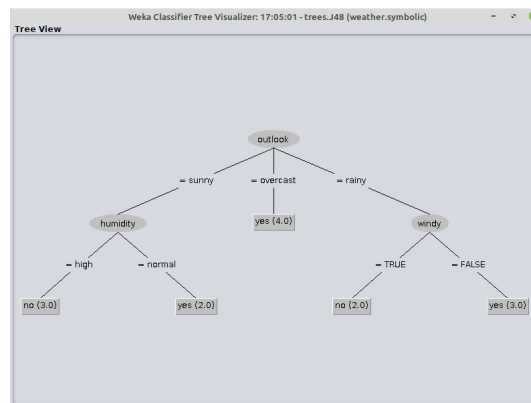 Weka Classifier Tree Visualizer: 17:05:01 - trees.J48 (weather.symbolic)
Tree View
outlook
= sunny = overcast = rainy
humidity yes (4.0) windy
= high = normal = TRUE = FALSE
no (3.0) yes (2.0) no (2.0) yes (3.0)